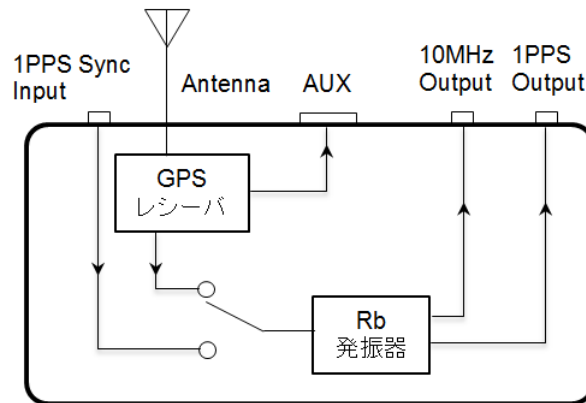 1PPS Sync
Input
Antenna
AUX
10MHz
Output
1PPS
Output
GPS
レシーバ
Rb
発振器